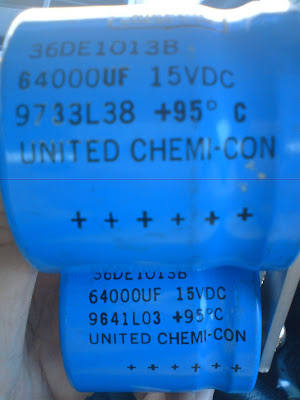 36DE1013B
64000UF 15VDC
9733L38 +95° C
UNITED CHEMI-CON
+ + + + + +
36DE1013B
64000UF 15VDC
9641L03 +95°C
UNITED CHEMI-CON
+ + + + + +